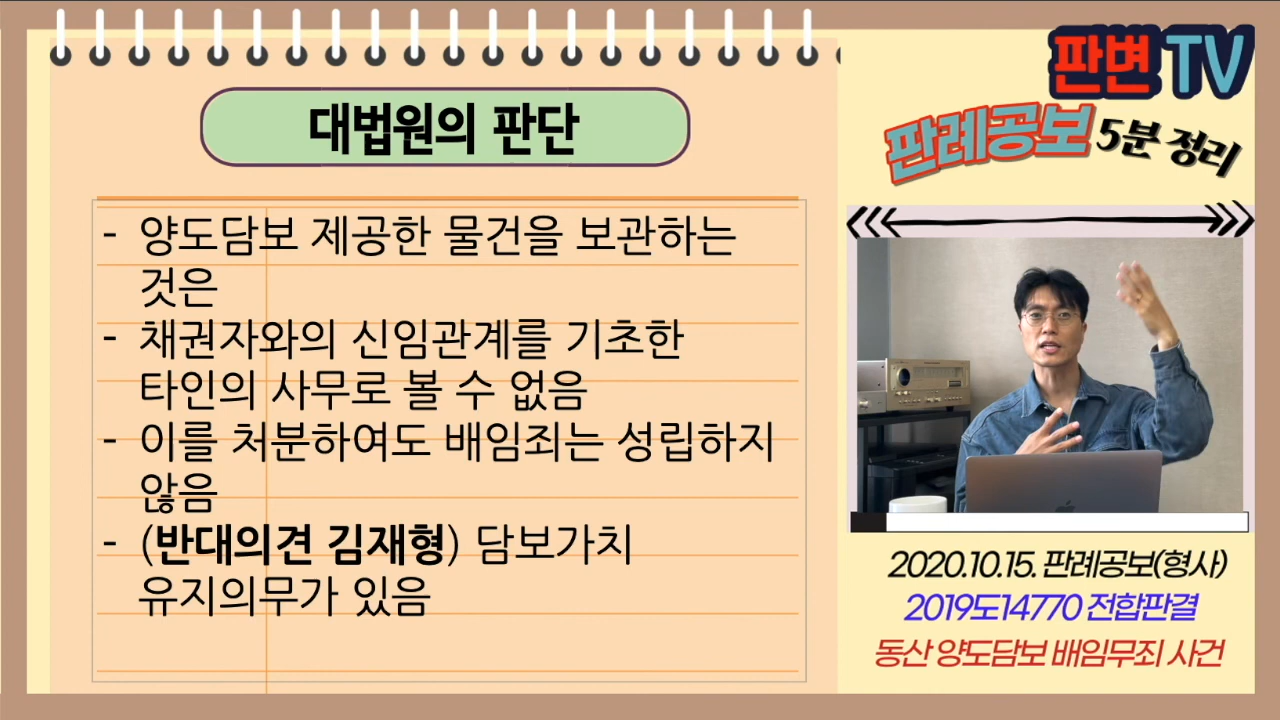 대법원의 판단
- 양도담보 제공한 물건을 보관하는
것은
- 채권자와의 신임관계를 기초한
타인의 사무로 볼 수 없음
- 이를 처분하여도 배임죄는 성립하지
않음
- (반대의견 김재형) 담보가치
유지의무가 있음
판변 TV
판례공보 5분 정리
2020.10.15. 판례공보(형사)
2019도14770 전합판결
동산 양도담보 배임무죄 사건